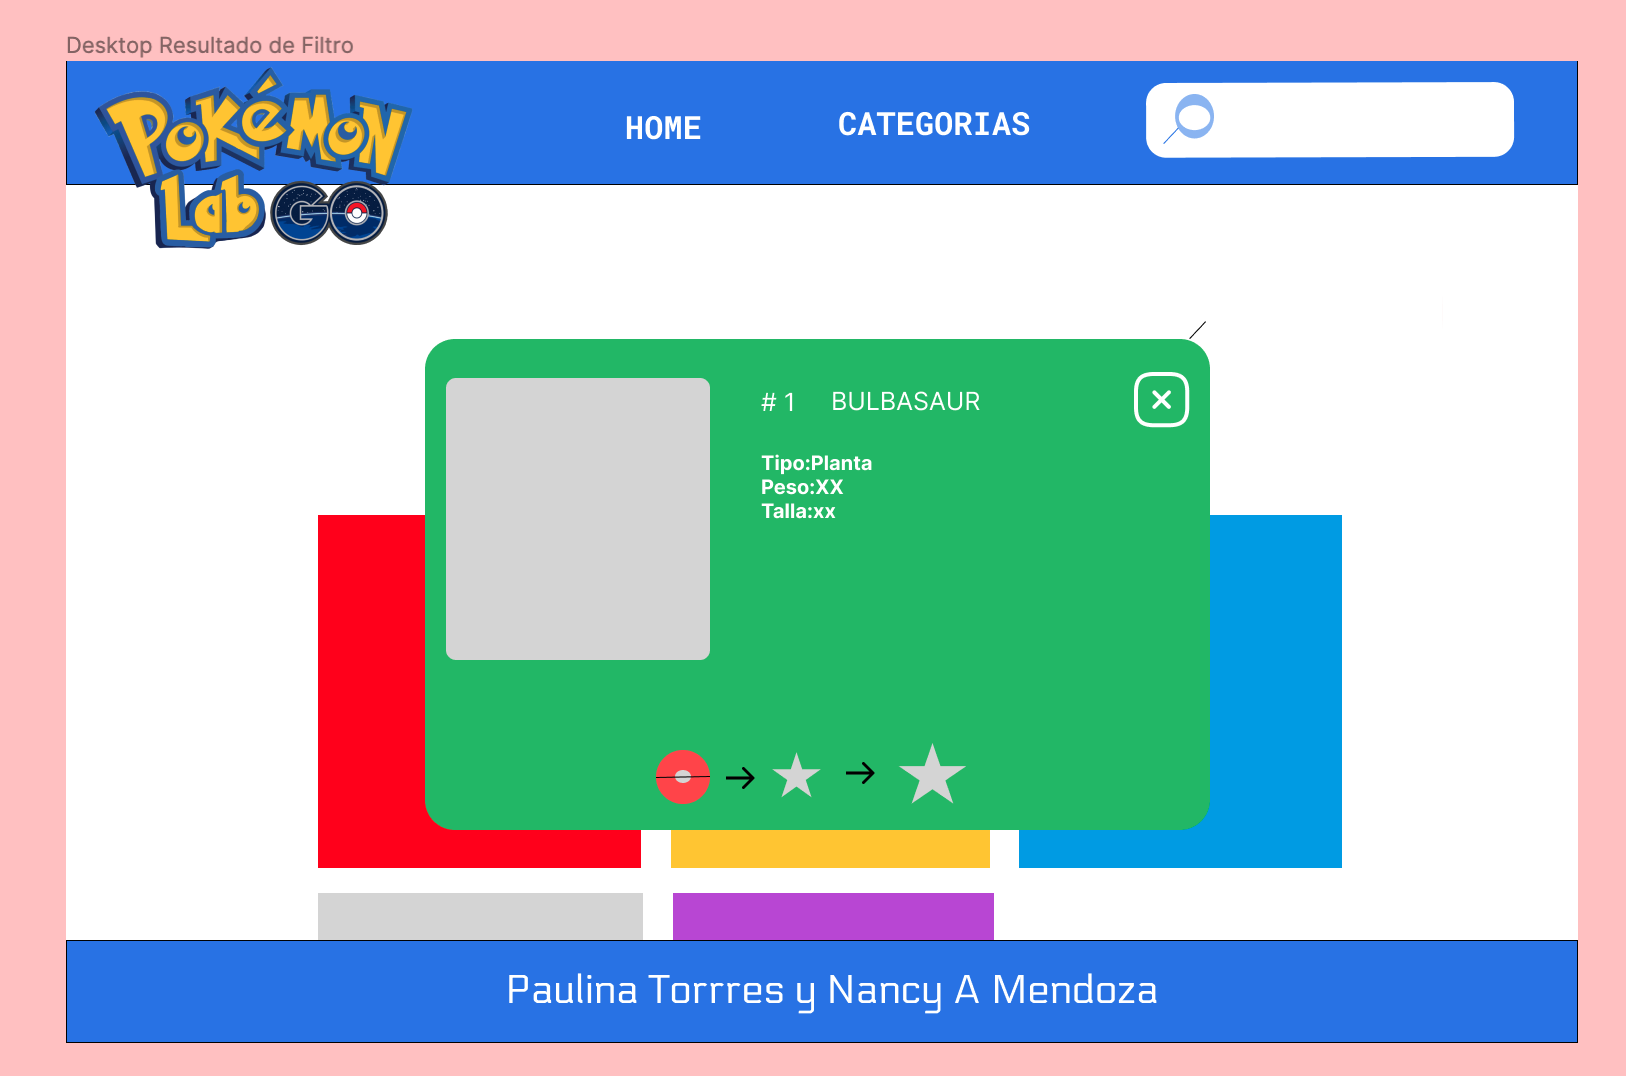 Desktop Resultado de Filtro
Pokémon
Lab GO
HOME
CATEGORIAS
# 1 BULBASAUR
Tipo:Planta
Peso:XX
Talla:xx
Paulina Torrres y Nancy A Mendoza